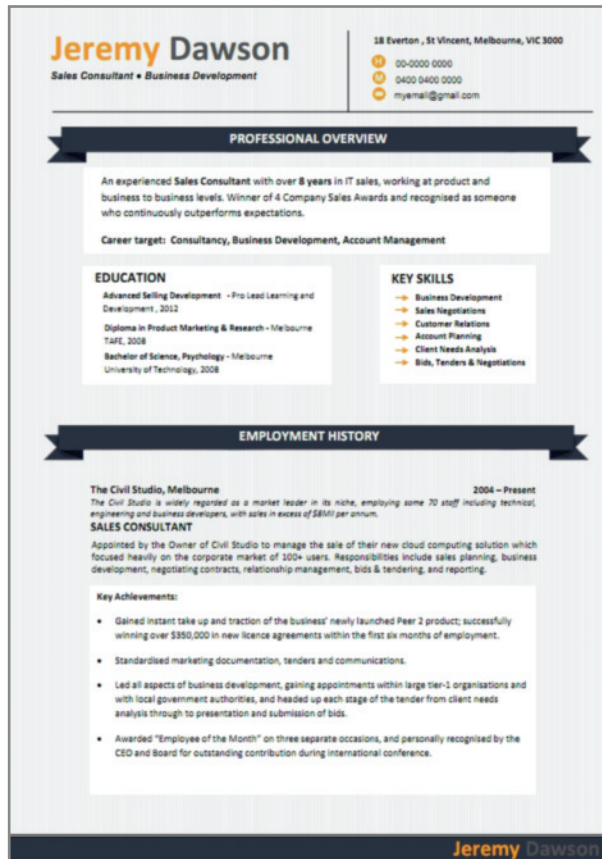 Jeremy Dawson
Sales Consultant ● Business Development
18 Everton , St Vincent, Melbourne, VIC 3000
H 00-0000 0000
M 0400 0400 0000
myemail@gmail.com
PROFESSIONAL OVERVIEW
An experienced Sales Consultant with over 8 years in IT sales, working at product and
business to business levels. Winner of 4 Company Sales Awards and recognised as someone
who continuously outperforms expectations.
Career target: Consultancy, Business Development, Account Management
EDUCATION
Advanced Selling Development - Pro Lead Learning and
Development , 2012
Diploma in Product Marketing & Research - Melbourne
TAFE, 2008
Bachelor of Science, Psychology - Melbourne
University of Technology, 2008
KEY SKILLS
Business Development
Sales Negotiations
Customer Relations
Account Planning
Client Needs Analysis
Bids, Tenders & Negotiations
EMPLOYMENT HISTORY
The Civil Studio, Melbourne 2004 – Present
The Civil Studio is widely regarded as a market leader in its niche, employing some 70 staff including technical,
engineering and business developers, with sales in excess of $8Mil per annum.
SALES CONSULTANT
Appointed by the Owner of Civil Studio to manage the sale of their new cloud computing solution which
focused heavily on the corporate market of 100+ users. Responsibilities include sales planning, business
development, negotiating contracts, relationship management, bids & tendering, and reporting.
Key Achievements:
• Gained instant take up and traction of the business' newly launched Peer 2 product; successfully
winning over $350,000 in new licence agreements within the first six months of employment.
• Standardised marketing documentation, tenders and communications.
• Led all aspects of business development, gaining appointments within large tier-1 organisations and
with local government authorities, and headed up each stage of the tender from client needs
analysis through to presentation and submission of bids.
• Awarded "Employee of the Month" on three separate occasions, and personally recognised by the
CEO and Board for outstanding contribution during international conference.
Jeremy Dawson